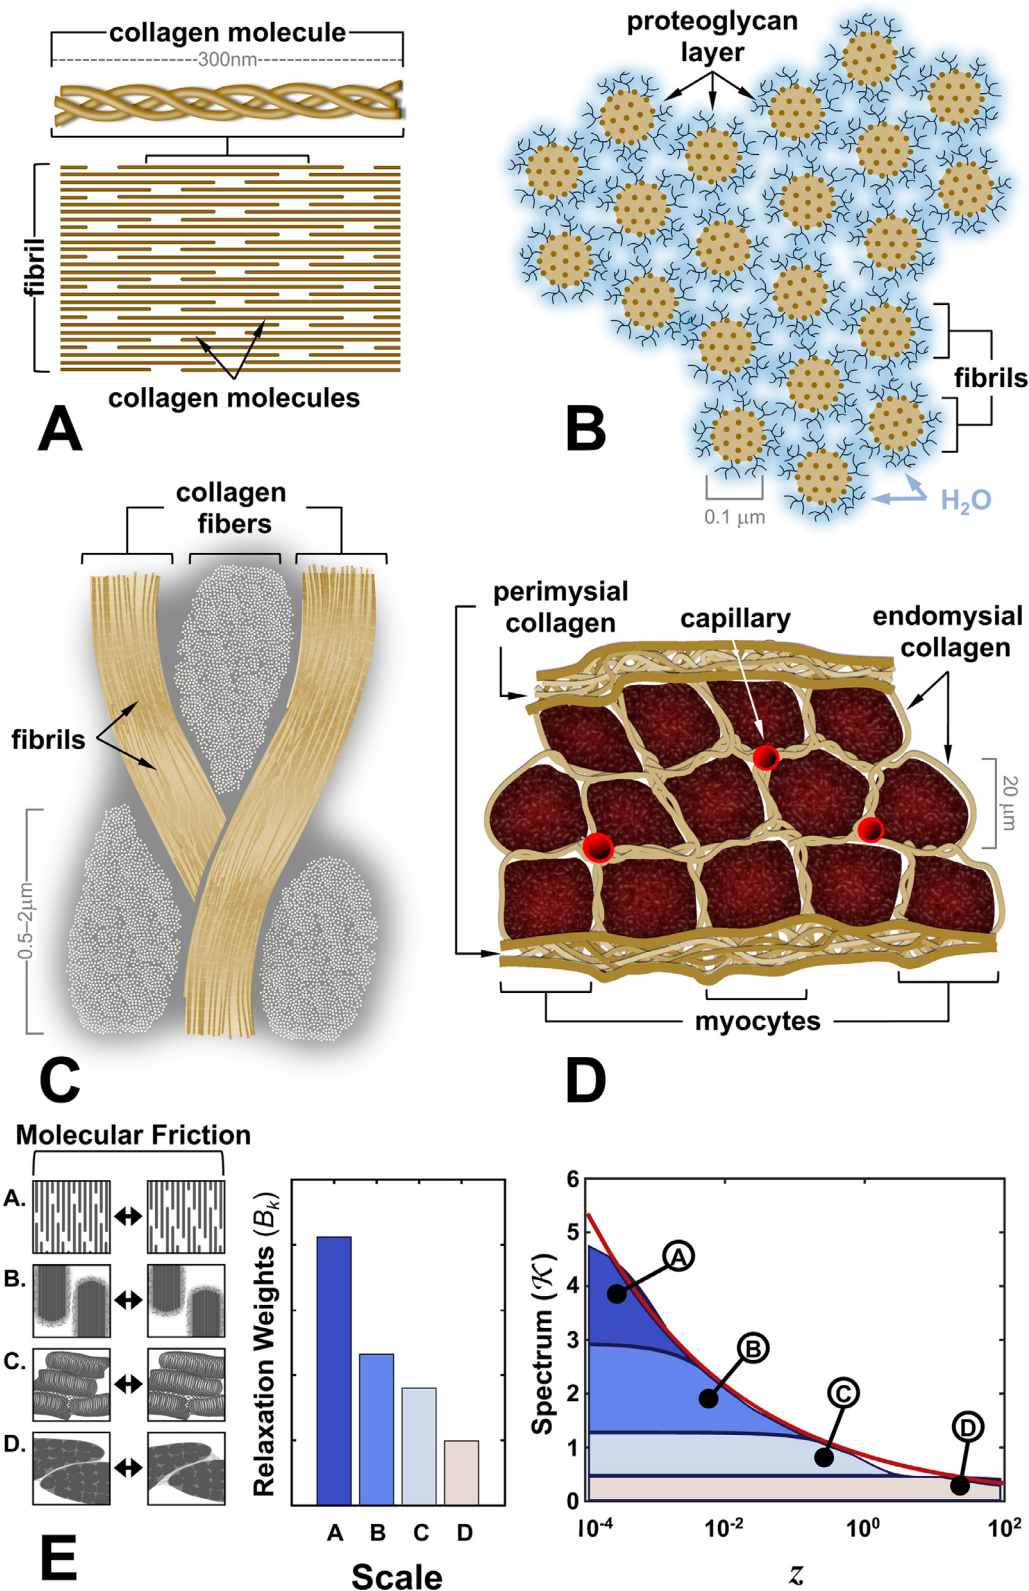 collagen molecule
300nm
fibril
collagen molecules
A
proteoglycan
layer
fibrils
0.1 μm
H₂O
B
collagen
fibers
fibrils
0.5–2μm
C
perimysial
collagen
capillary
endomysial
collagen
20 μm
myocytes
D
Molecular Friction
A.
B.
C.
D.
E
Relaxation Weights (Bₖ)
A B C D
Scale
Spectrum (𝒦)
6
5
4
3
2
1
0
A
B
C
D
10⁻⁴ 10⁻² 10⁰ 10²
z